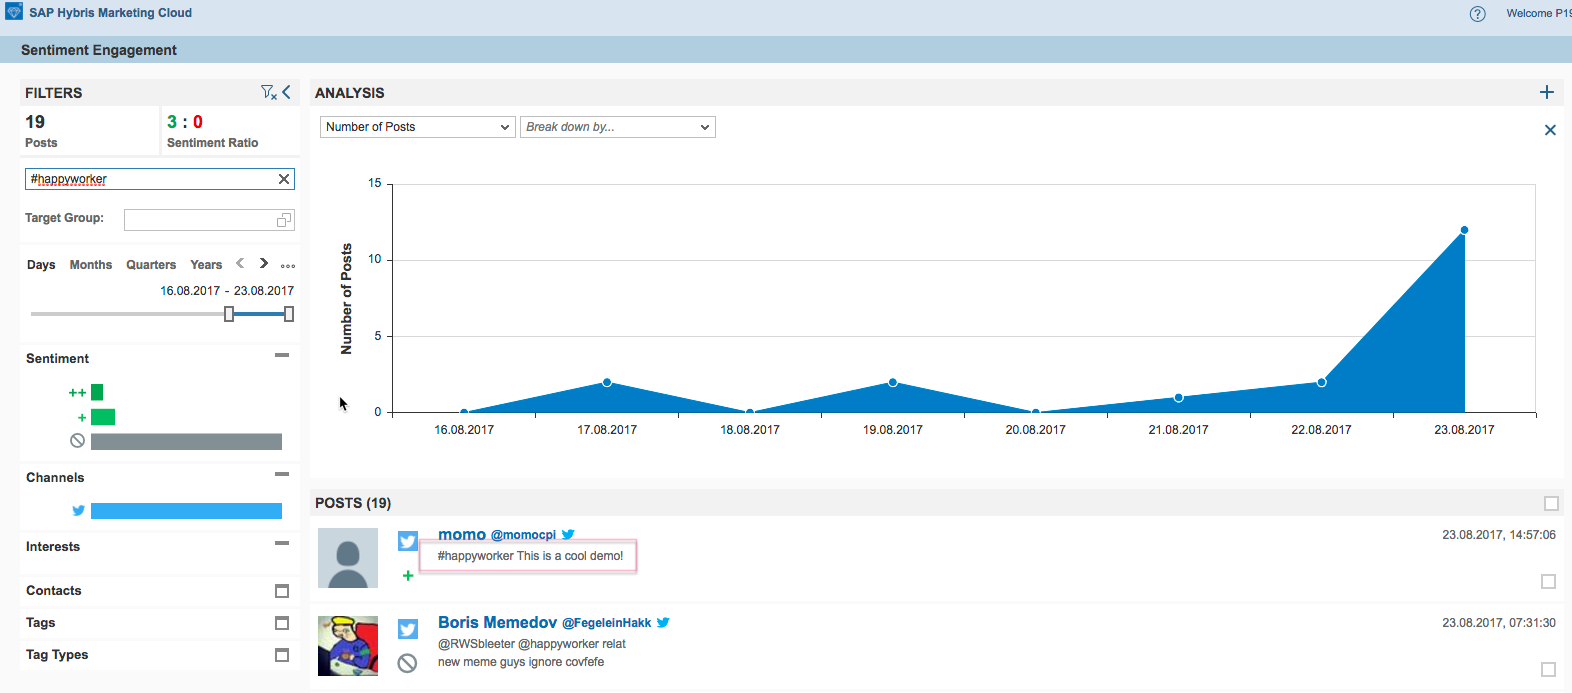 SAP Hybris Marketing Cloud
Welcome P19
Sentiment Engagement
FILTERS
19
Posts
3 : 0
Sentiment Ratio
#happyworker
Target Group:
Days Months Quarters Years
16.08.2017 - 23.08.2017
Sentiment
++
+
Channels
Interests
Contacts
Tags
Tag Types
ANALYSIS
Number of Posts
Break down by...
Number of Posts
15
10
5
0
16.08.2017 17.08.2017 18.08.2017 19.08.2017 20.08.2017 21.08.2017 22.08.2017 23.08.2017
POSTS (19)
momo @momocpi
23.08.2017, 14:57:06
#happyworker This is a cool demo!
+
Boris Memedov @FegeleinHakk
23.08.2017, 07:31:30
@RWSbleeter @happyworker relat
new meme guys ignore covfefe